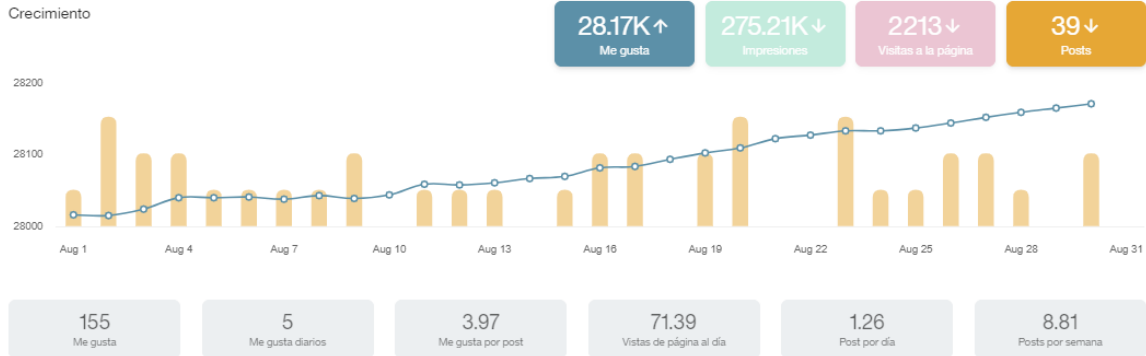 Crecimiento
28.17K↑
Me gusta
275.21K↓
Impresiones
2213↓
Visitas a la página
39↓
Posts
28200
28100
28000
Aug 1
Aug 4
Aug 7
Aug 10
Aug 13
Aug 16
Aug 19
Aug 22
Aug 25
Aug 28
Aug 31
155
Me gusta
5
Me gusta diarios
3.97
Me gusta por post
71.39
Vistas de página al día
1.26
Post por día
8.81
Posts por semana